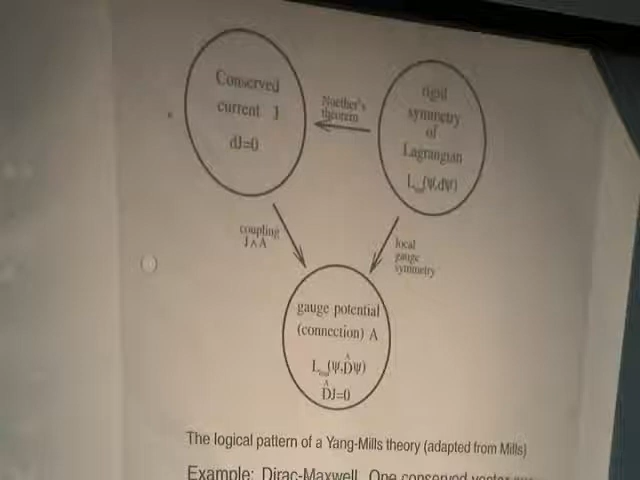 Conserved
current J
dJ=0
Noether's
theorem
rigid
symmetry
of
Lagrangian
L (Ψ,dΨ)
coupling
J∧A
local
gauge
symmetry
gauge potential
(connection) A
L (Ψ,D̂Ψ)
D̂J=0
The logical pattern of a Yang-Mills theory (adapted from Mills)
Example: Dirac-Maxwell. One conserved vector